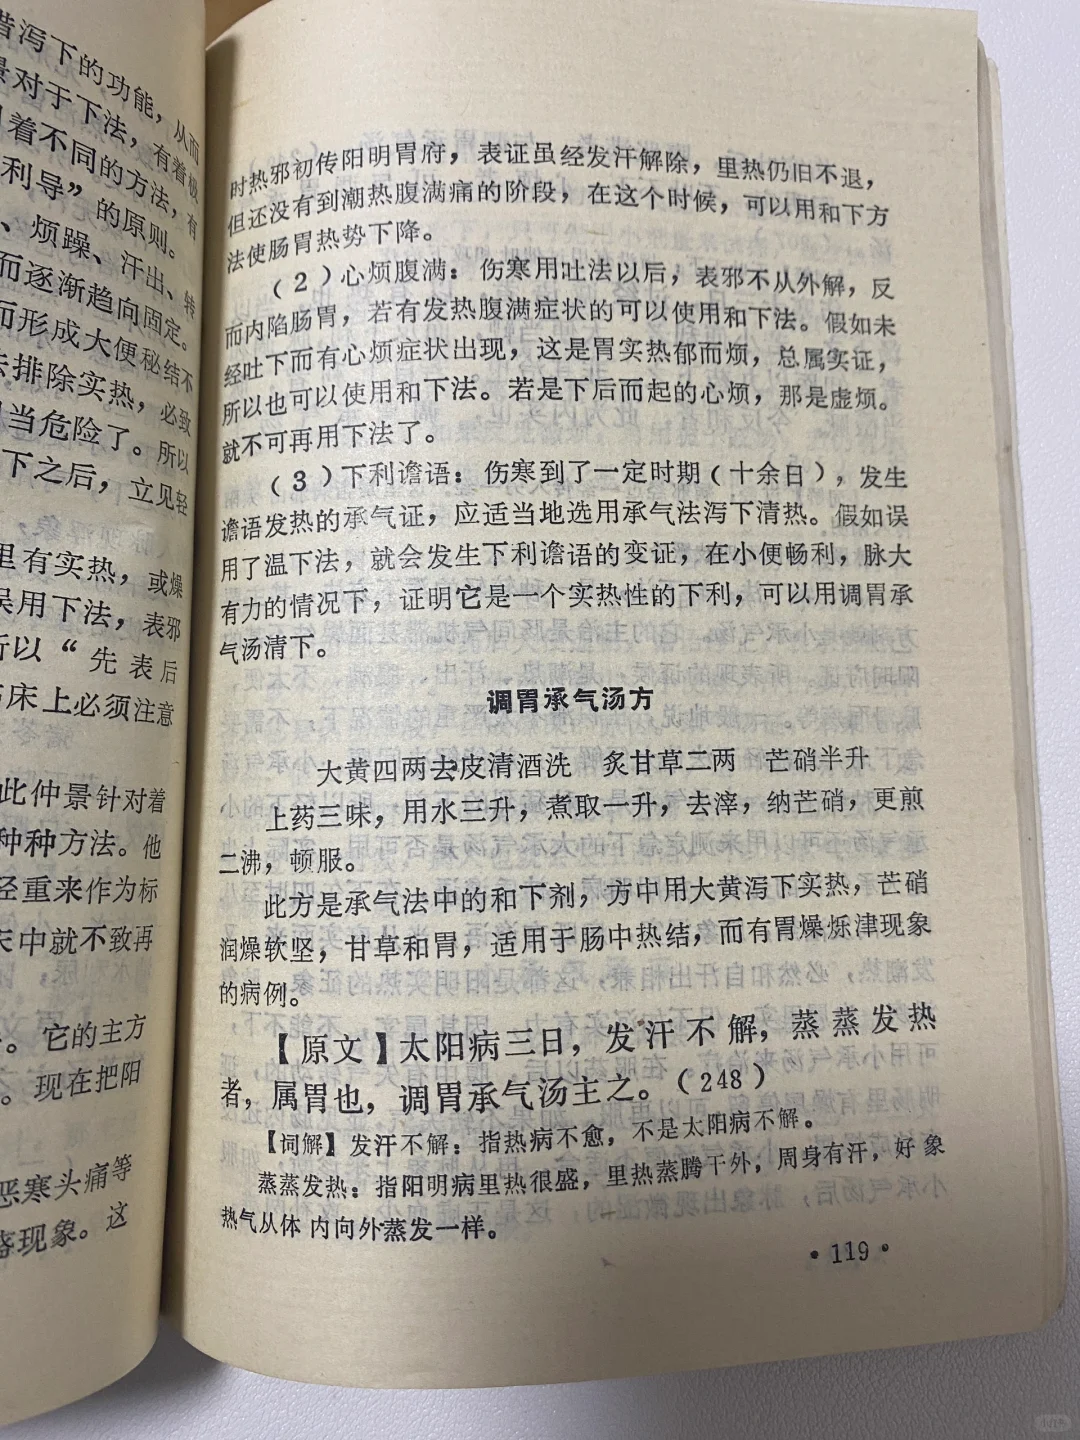 昔泻下的功能，从而
景对于下法，有着极
着不同的方法，有
利导”的原则。
、烦躁、汗出、转
而逐渐趋向固定。
而形成大便秘结不
去排除实热，必致
当危险了。所以
下之后，立见轻
里有实热，或燥
误用下法，表邪
所以“先表后
临床上必须注意
此仲景针对着
种种方法。他
轻重来作为标
床中就不致再
。它的主方
。现在把阳
恶寒头痛等
现象。这
时热邪初传阳明胃府，表证虽经发汗解除，里热仍旧不退，
但还没有到潮热腹满痛的阶段，在这个时候，可以用和下方
法使肠胃热势下降。
（2）心烦腹满：伤寒用吐法以后，表邪不从外解，反
而内陷肠胃，若有发热腹满症状的可以使用和下法。假如未
经吐下而有心烦症状出现，这是胃实热郁而烦，总属实证，
所以也可以使用和下法。若是下后而起的心烦，那是虚烦。
就不可再用下法了。
（3）下利谵语：伤寒到了一定时期（十余日），发生
谵语发热的承气证，应适当地选用承气法泻下清热。假如误
用了温下法，就会发生下利谵语的变证，在小便畅利，脉大
有力的情况下，证明它是一个实热性的下利，可以用调胃承
气汤清下。
调胃承气汤方
大黄四两去皮清酒洗 炙甘草二两 芒硝半升
上药三味，用水三升，煮取一升，去滓，纳芒硝，更煎
二沸，顿服。
此方是承气法中的和下剂，方中用大黄泻下实热，芒硝
润燥软坚，甘草和胃，适用于肠中热结，而有胃燥烁津现象
的病例。
【原文】太阳病三日，发汗不解，蒸蒸发热
者，属胃也，调胃承气汤主之。（248）
【词解】发汗不解：指热病不愈，不是太阳病不解。
蒸蒸发热：指阳明病里热很盛，里热蒸腾于外，周身有汗，好象
热气从体内向外蒸发一样。
·119·